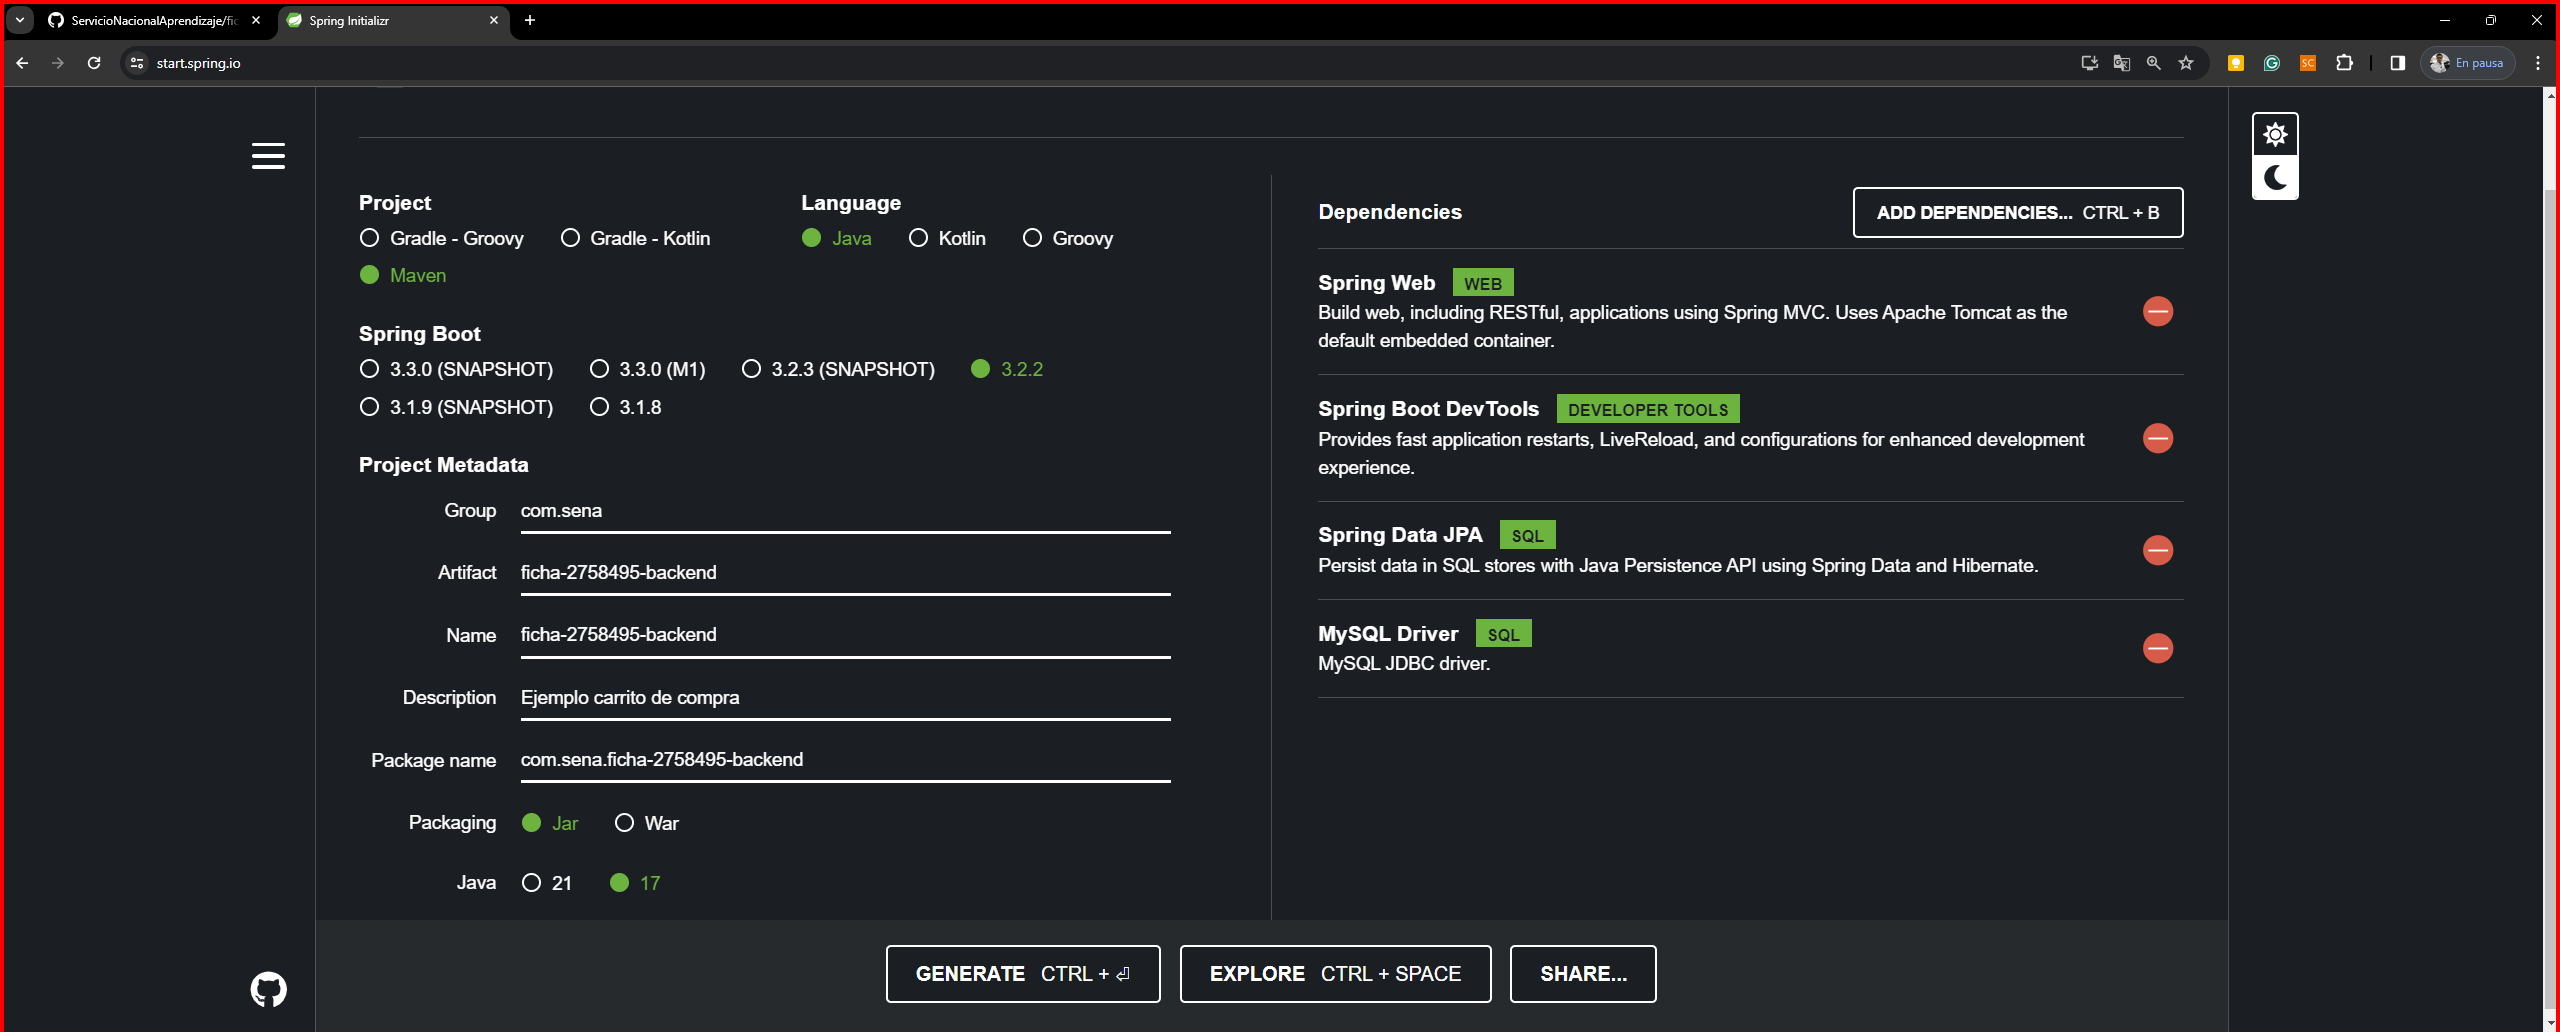 ServicioNacionalAprendizaje/fic
Spring Initializr
start.spring.io
En pausa
Project
Gradle - Groovy
Gradle - Kotlin
Maven
Language
Java
Kotlin
Groovy
Spring Boot
3.3.0 (SNAPSHOT)
3.3.0 (M1)
3.2.3 (SNAPSHOT)
3.2.2
3.1.9 (SNAPSHOT)
3.1.8
Project Metadata
Group com.sena
Artifact ficha-2758495-backend
Name ficha-2758495-backend
Description Ejemplo carrito de compra
Package name com.sena.ficha-2758495-backend
Packaging Jar War
Java 21 17
Dependencies
ADD DEPENDENCIES... CTRL + B
Spring Web WEB
Build web, including RESTful, applications using Spring MVC. Uses Apache Tomcat as the
default embedded container.
Spring Boot DevTools DEVELOPER TOOLS
Provides fast application restarts, LiveReload, and configurations for enhanced development
experience.
Spring Data JPA SQL
Persist data in SQL stores with Java Persistence API using Spring Data and Hibernate.
MySQL Driver SQL
MySQL JDBC driver.
GENERATE CTRL + ⏎
EXPLORE CTRL + SPACE
SHARE...